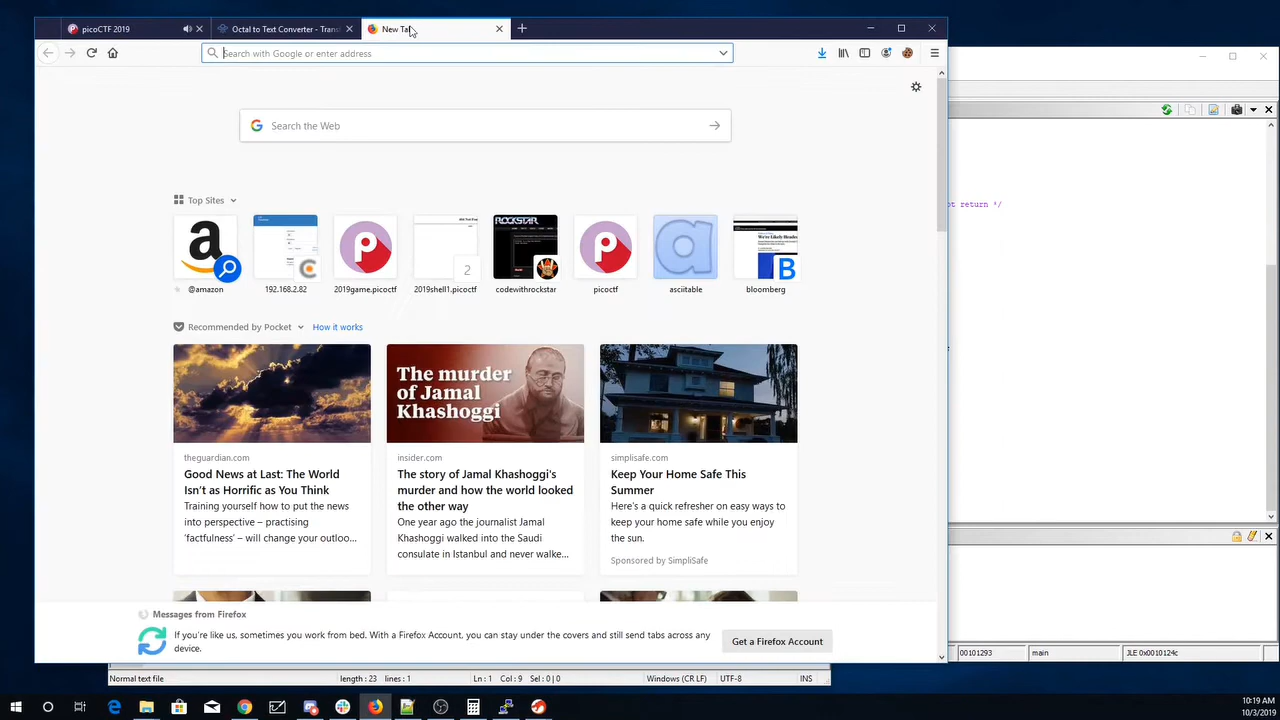 picoCTF 2019
Octal to Text Converter - Trans
New Tab
Search with Google or enter address
Search the Web
Top Sites
@amazon
192.168.2.82
2019game.picoctf
2
2019shell1.picoctf
ROCKSTAR
codewithrockstar
picoctf
asciitable
We're Likely Headed
B
bloomberg
Recommended by Pocket
How it works
The murder
of Jamal
Khashoggi
theguardian.com
Good News at Last: The World
Isn't as Horrific as You Think
Training yourself how to put the news
into perspective – practising
'factfulness' – will change your outloo...
insider.com
The story of Jamal Khashoggi's
murder and how the world looked
the other way
One year ago the journalist Jamal
Khashoggi walked into the Saudi
consulate in Istanbul and never walke...
simplisafe.com
Keep Your Home Safe This
Summer
Here's a quick refresher on easy ways to
keep your home safe while you enjoy
the sun.
Sponsored by SimpliSafe
Messages from Firefox
If you're like us, sometimes you work from bed. With a Firefox Account, you can stay under the covers and still send tabs across any
device.
Get a Firefox Account
ot return */
;
00101293
main
JLE 0x0010124c
Normal text file
length : 23
lines : 1
Ln : 1
Col : 9
Sel : 0 | 0
Windows (CR LF)
UTF-8
INS
10:19 AM
10/3/2019